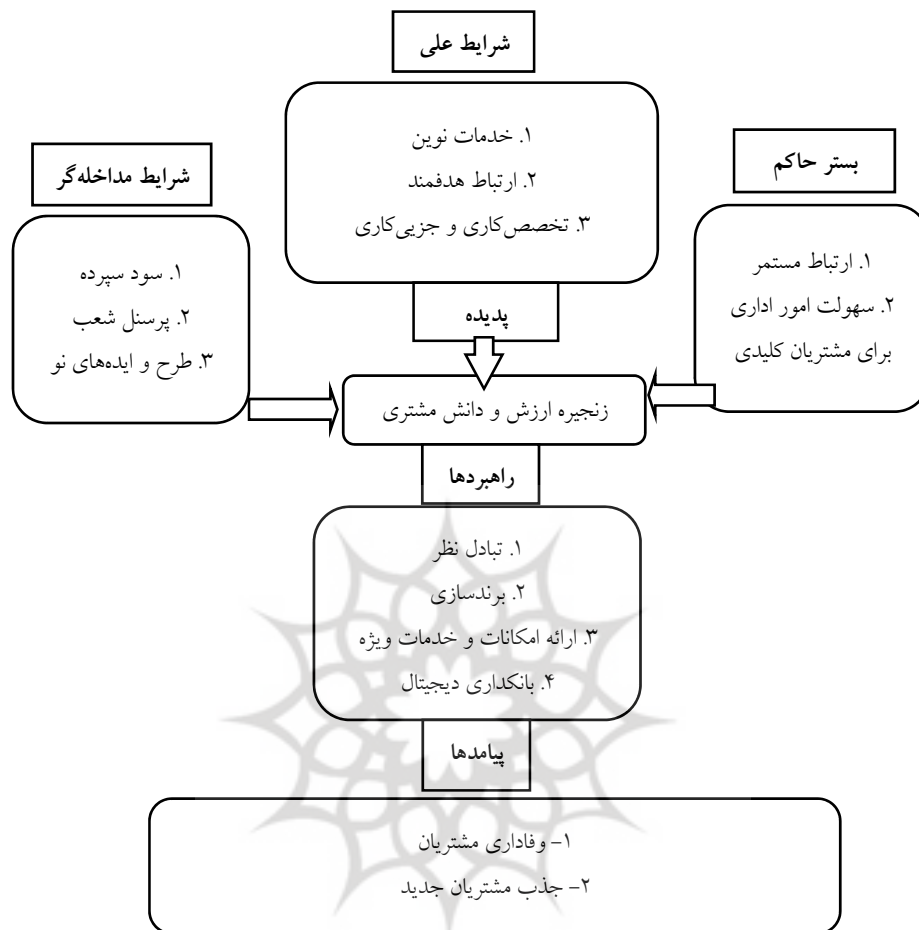 شرایط علی
۱. خدمات نوین
۲. ارتباط هدفمند
۳. تخصص‌کاری و جزیی‌کاری
بستر حاکم
۱. ارتباط مستمر
۲. سهولت امور اداری
برای مشتریان کلیدی
شرایط مداخله‌گر
۱. سود سپرده
۲. پرسنل شعب
۳. طرح و ایده‌های نو
پدیده
زنجیره ارزش و دانش مشتری
راهبردها
۱. تبادل نظر
۲. برندسازی
۳. ارائه امکانات و خدمات ویژه
۴. بانکداری دیجیتال
پیامدها
۱- وفاداری مشتریان
۲- جذب مشتریان جدید